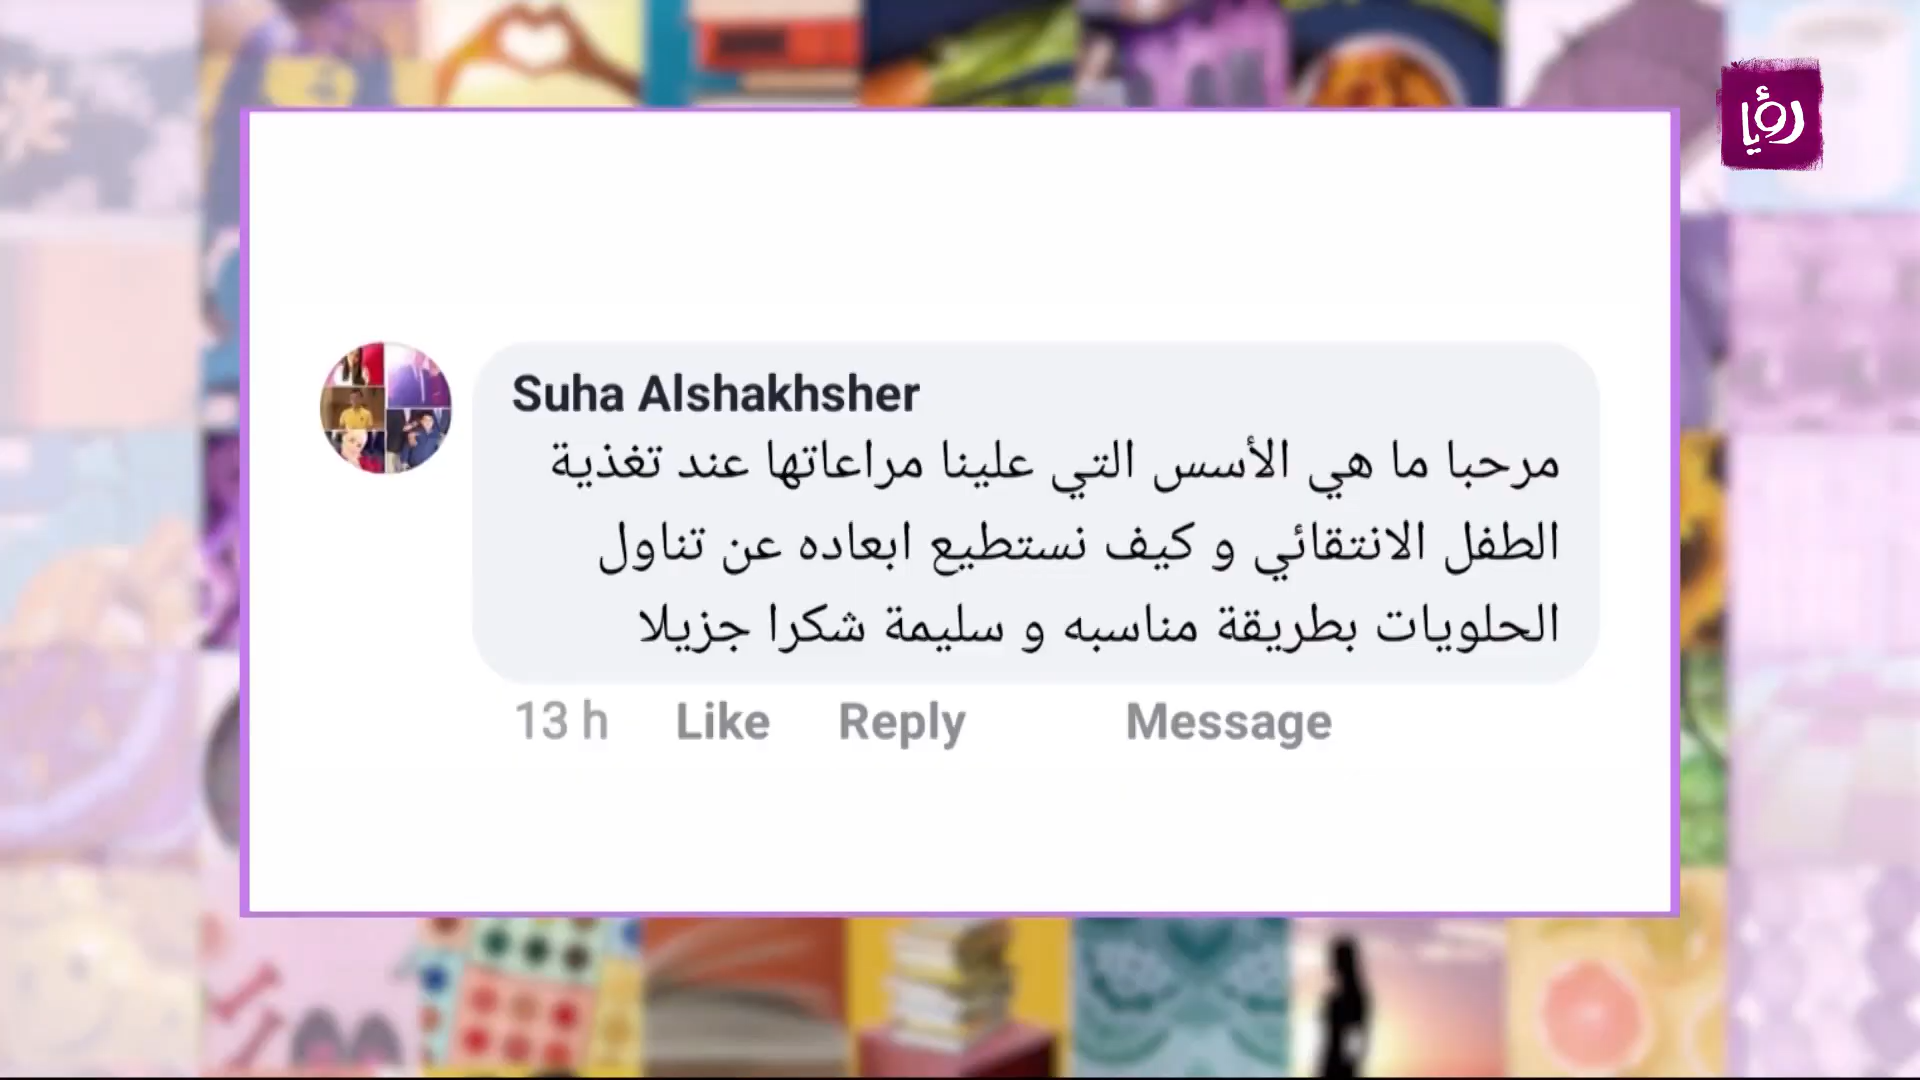 رؤيا
Suha Alshakhsher
مرحبا ما هي الأسس التي علينا مراعاتها عند تغذية
الطفل الانتقائي و كيف نستطيع ابعاده عن تناول
الحلويات بطريقة مناسبه و سليمة شكرا جزيلا
13 h Like Reply Message